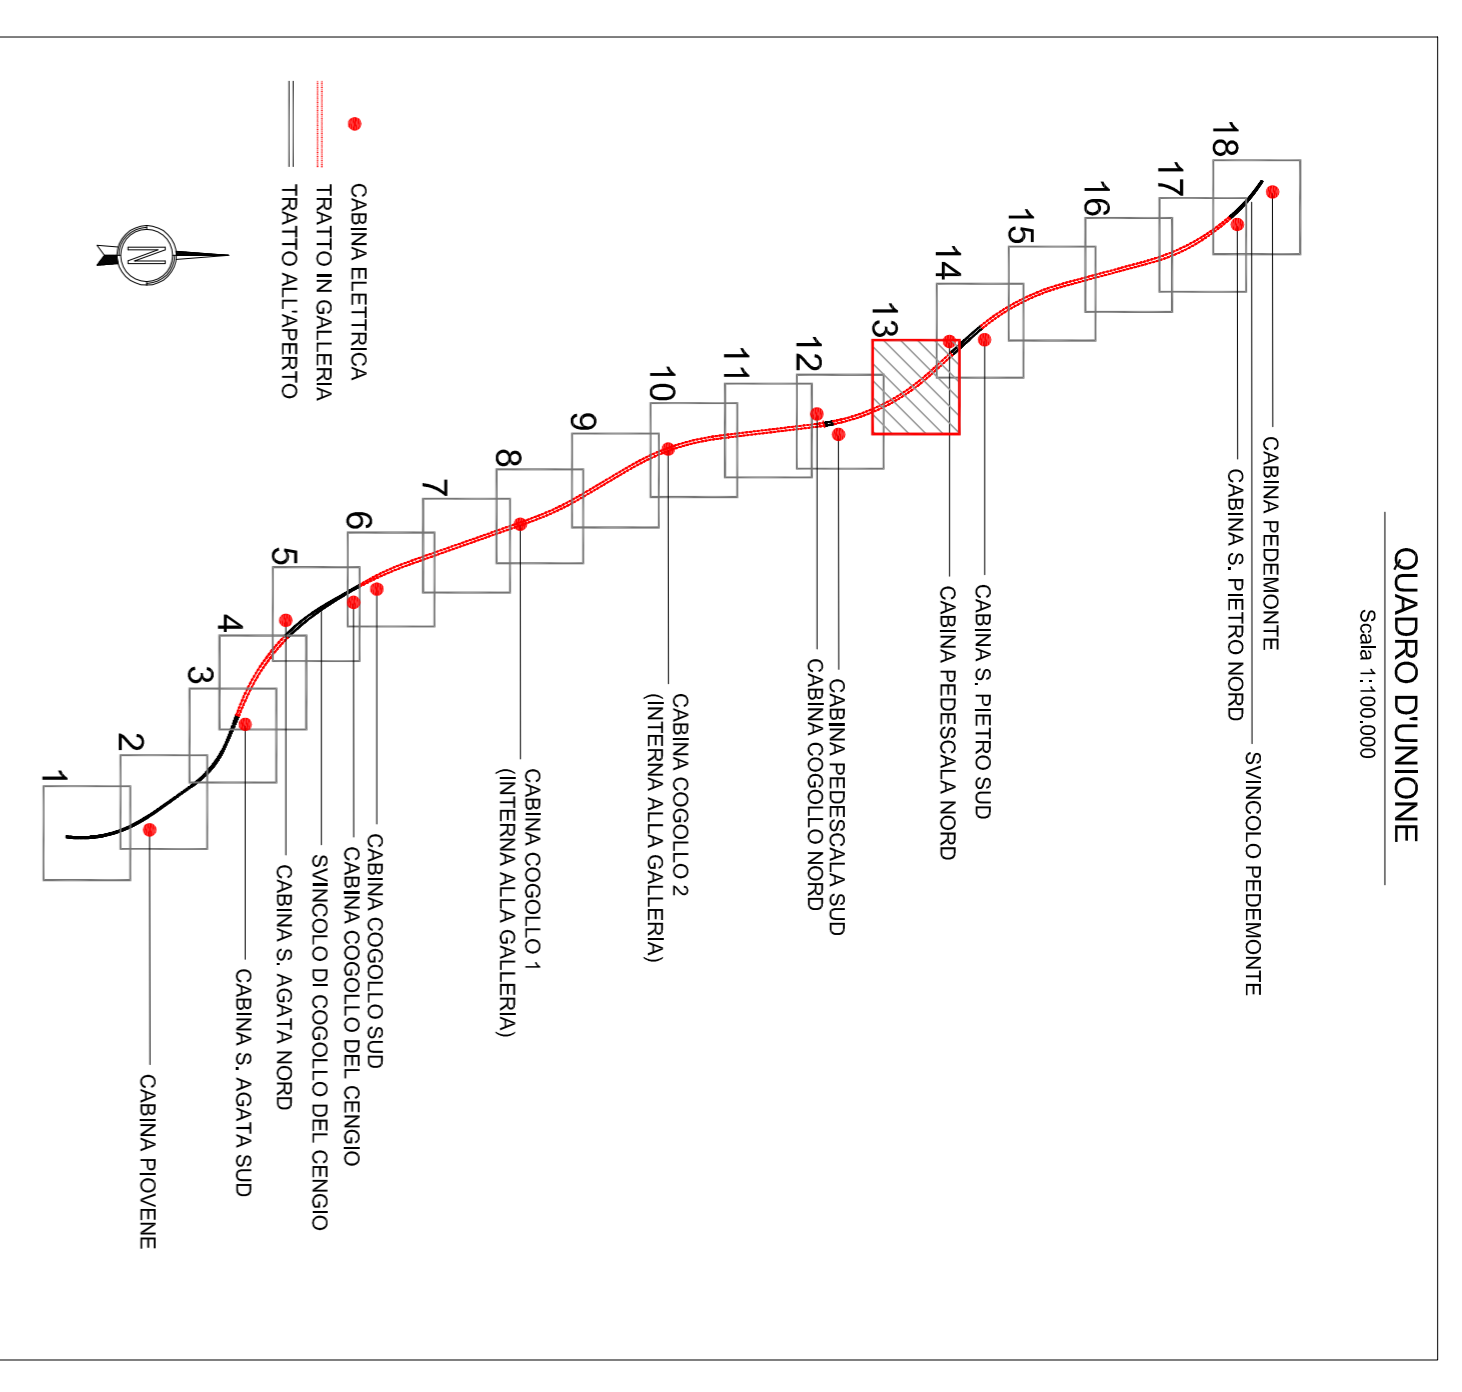 QUADRO D'UNIONE
Scala 1:100.000
18
17
16
15
14
13
12
11
10
9
8
7
6
5
4
3
2
1
CABINA PEDEMONTE
SVINCOLO PEDEMONTE
CABINA S. PIETRO NORD
CABINA S. PIETRO SUD
CABINA PEDESCALA NORD
CABINA PEDESCALA SUD
CABINA COGOLLO NORD
CABINA COGOLLO 2
(INTERNA ALLA GALLERIA)
CABINA COGOLLO 1
(INTERNA ALLA GALLERIA)
CABINA COGOLLO SUD
CABINA COGOLLO DEL CENGIO
SVINCOLO DI COGOLLO DEL CENGIO
CABINA S. AGATA NORD
CABINA S. AGATA SUD
CABINA PIOVENE
CABINA ELETTRICA
TRATTO IN GALLERIA
TRATTO ALL'APERTO
N